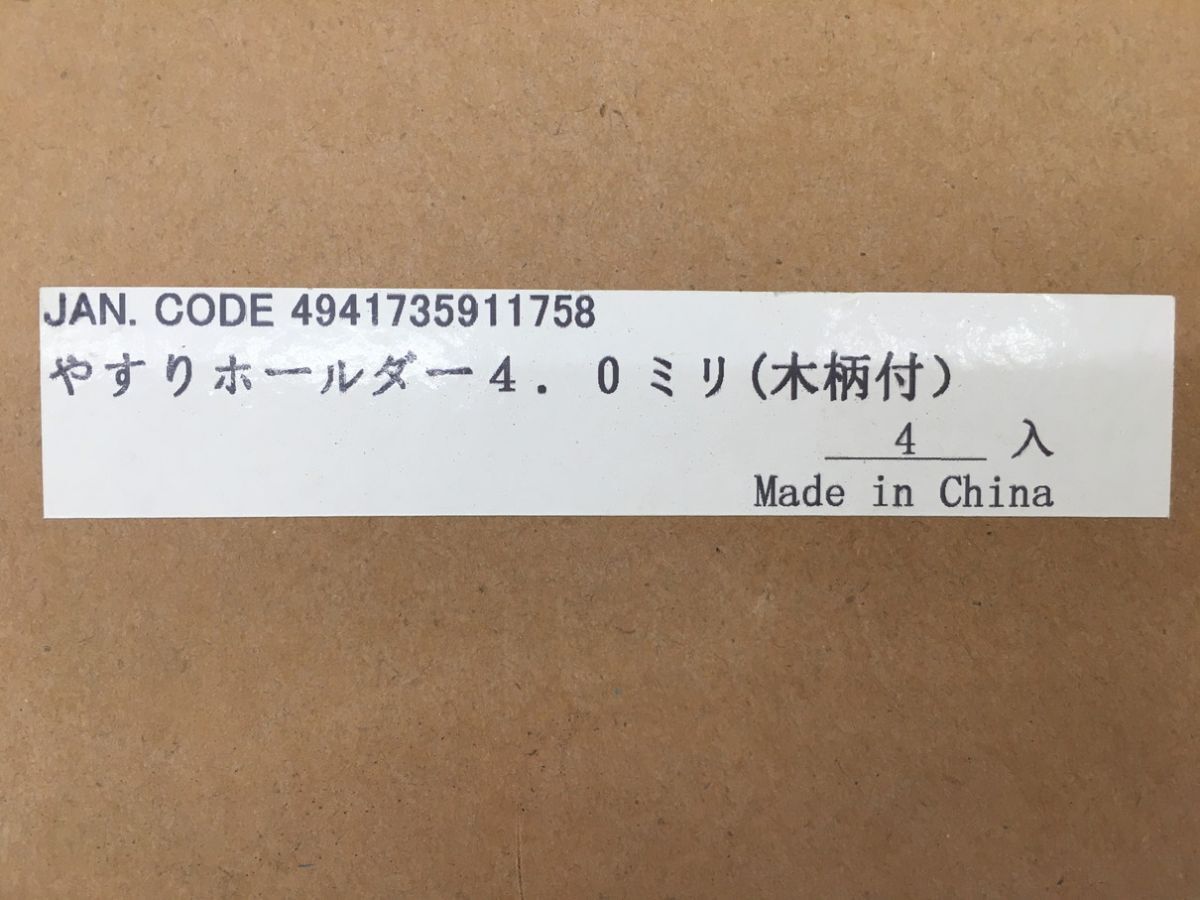 JAN. CODE 4941735911758
やすりホールダー４．０ミリ（木柄付）
4 入
Made in China